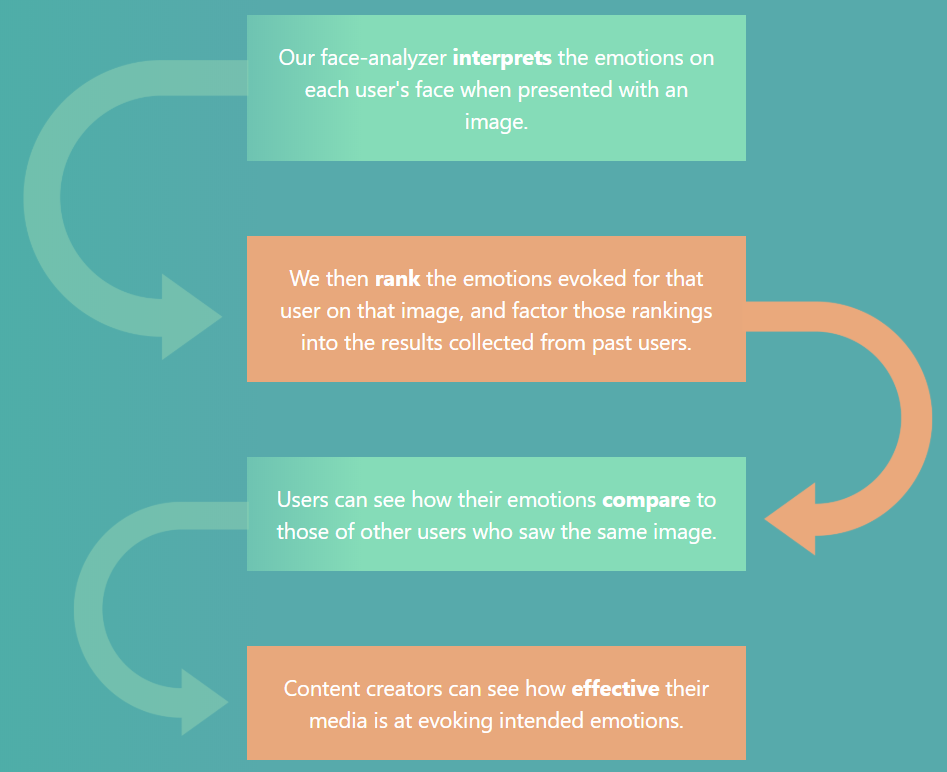 Our face-analyzer interprets the emotions on
each user's face when presented with an
image.
We then rank the emotions evoked for that
user on that image, and factor those rankings
into the results collected from past users.
Users can see how their emotions compare to
those of other users who saw the same image.
Content creators can see how effective their
media is at evoking intended emotions.